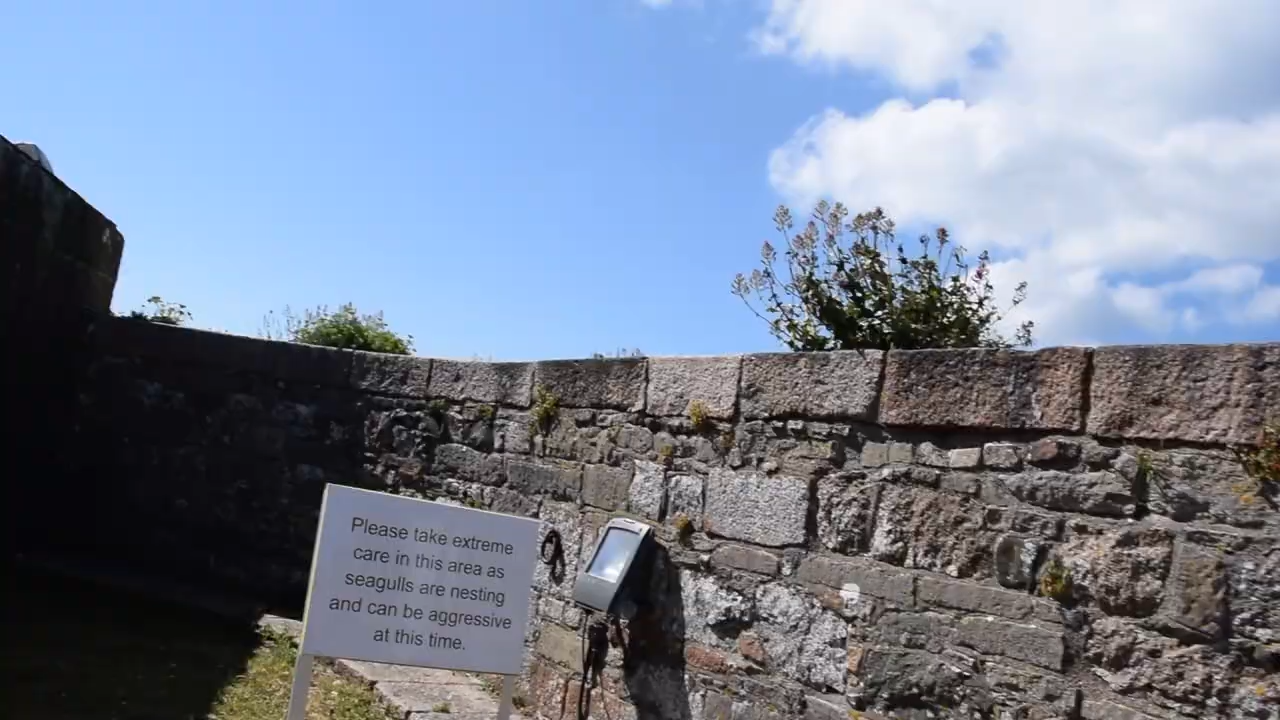 Please take extreme
care in this area as
seagulls are nesting
and can be aggressive
at this time.